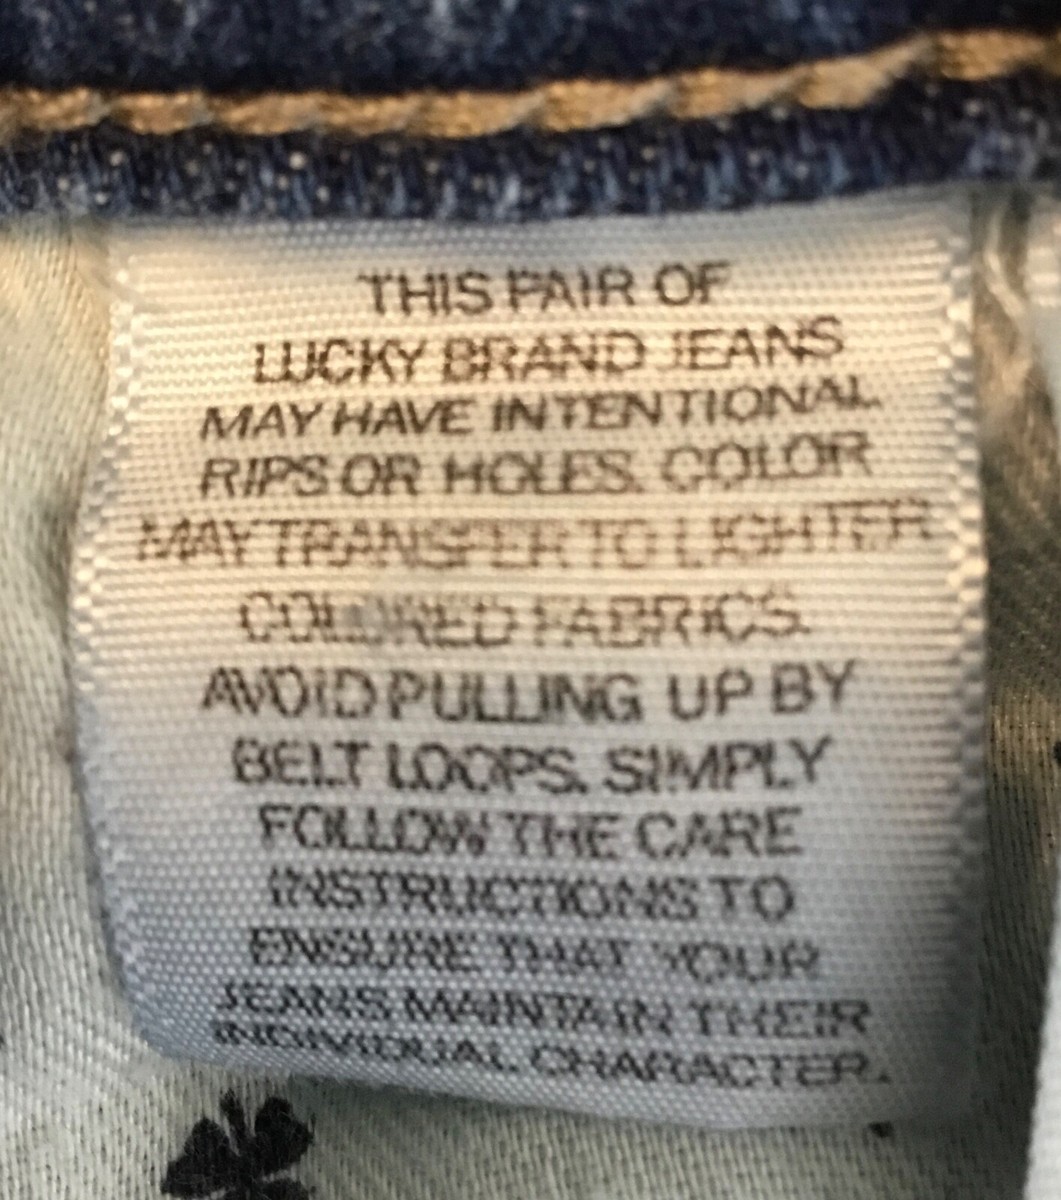 THIS PAIR OF
LUCKY BRAND JEANS
MAY HAVE INTENTIONAL
RIPS OR HOLES. COLOR
MAY TRANSFER TO LIGHTER
COLORED FABRICS.
AVOID PULLING UP BY
BELT LOOPS. SIMPLY
FOLLOW THE CARE
INSTRUCTIONS TO
ENSURE THAT YOUR
JEANS MAINTAIN THEIR
INDIVIDUAL CHARACTER.